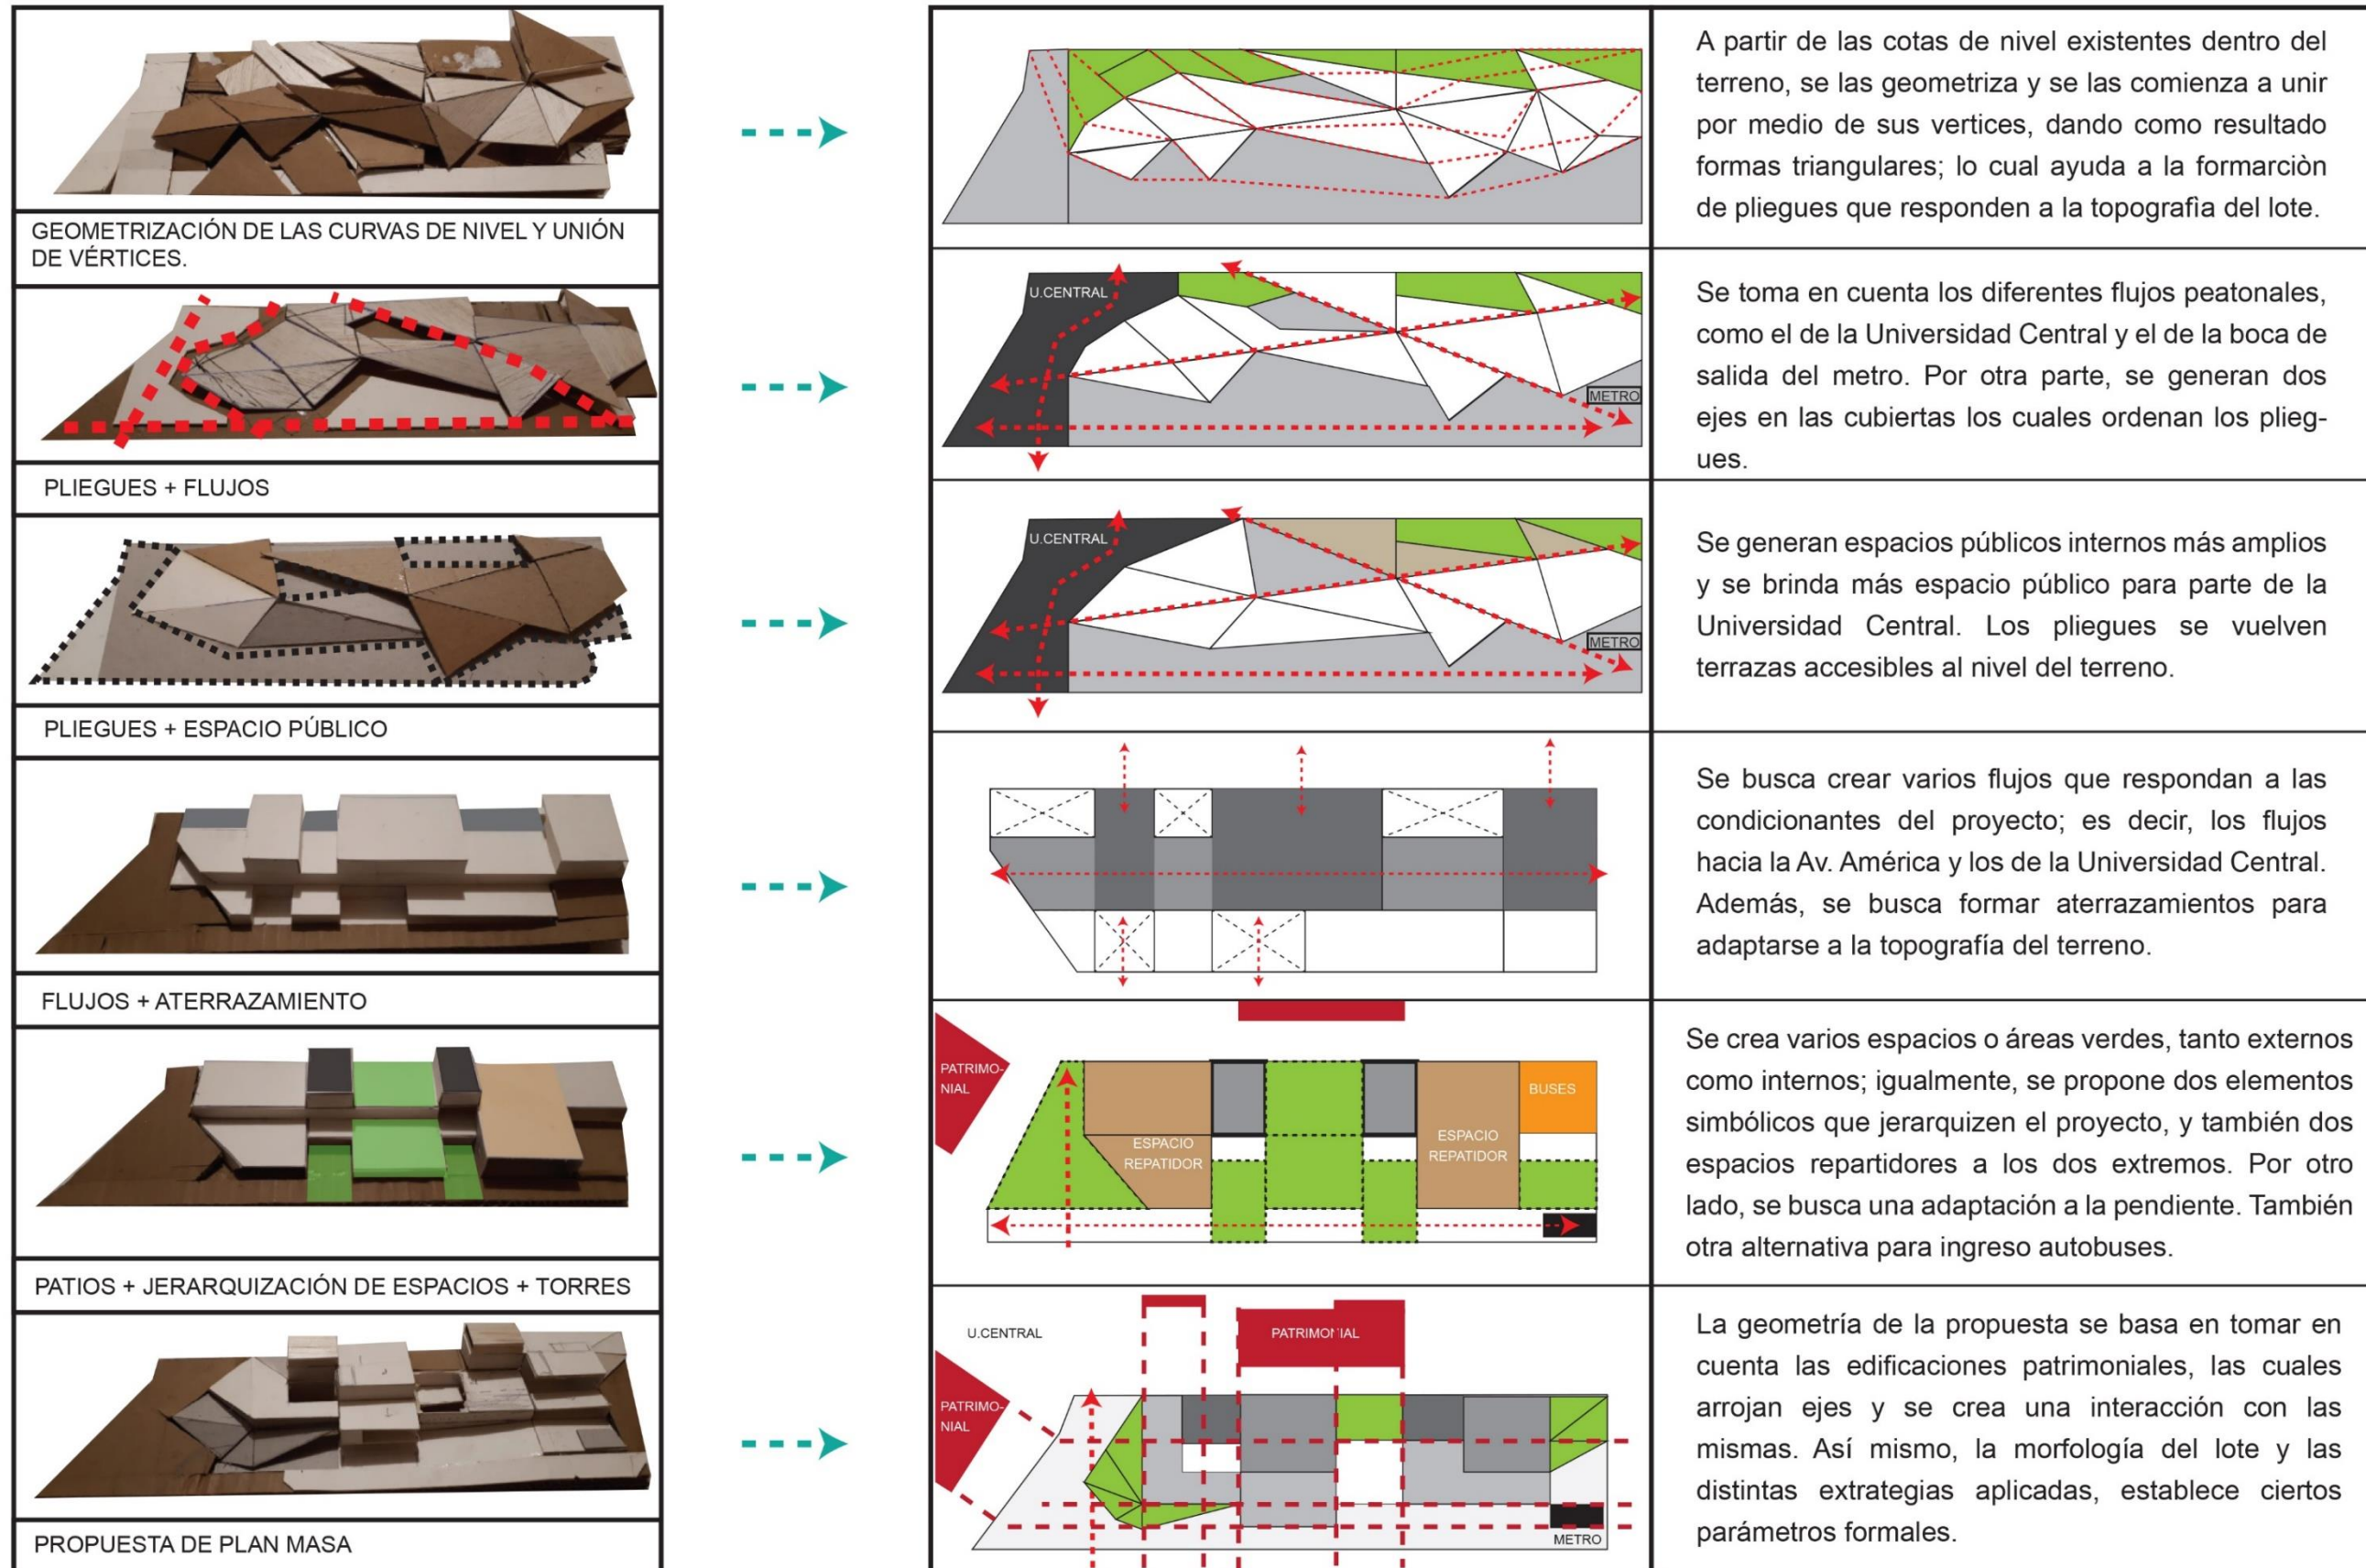 A partir de las cotas de nivel existentes dentro del
terreno, se las geometriza y se las comienza a unir
por medio de sus vertices, dando como resultado
formas triangulares; lo cual ayuda a la formarciòn
de pliegues que responden a la topografìa del lote.
GEOMETRIZACIÓN DE LAS CURVAS DE NIVEL Y UNIÓN
DE VÉRTICES.
U.CENTRAL
METRO
Se toma en cuenta los diferentes flujos peatonales,
como el de la Universidad Central y el de la boca de
salida del metro. Por otra parte, se generan dos
ejes en las cubiertas los cuales ordenan los plieg-
ues.
PLIEGUES + FLUJOS
U.CENTRAL
METRO
Se generan espacios públicos internos más amplios
y se brinda más espacio público para parte de la
Universidad Central. Los pliegues se vuelven
terrazas accesibles al nivel del terreno.
PLIEGUES + ESPACIO PÚBLICO
Se busca crear varios flujos que respondan a las
condicionantes del proyecto; es decir, los flujos
hacia la Av. América y los de la Universidad Central.
Además, se busca formar aterrazamientos para
adaptarse a la topografía del terreno.
FLUJOS + ATERRAZAMIENTO
PATRIMO-
NIAL
BUSES
ESPACIO
REPATIDOR
ESPACIO
REPATIDOR
Se crea varios espacios o áreas verdes, tanto externos
como internos; igualmente, se propone dos elementos
simbólicos que jerarquizen el proyecto, y también dos
espacios repartidores a los dos extremos. Por otro
lado, se busca una adaptación a la pendiente. También
otra alternativa para ingreso autobuses.
PATIOS + JERARQUIZACIÓN DE ESPACIOS + TORRES
U.CENTRAL
PATRIMONIAL
PATRIMO-
NIAL
METRO
La geometría de la propuesta se basa en tomar en
cuenta las edificaciones patrimoniales, las cuales
arrojan ejes y se crea una interacción con las
mismas. Así mismo, la morfología del lote y las
distintas extrategias aplicadas, establece ciertos
parámetros formales.
PROPUESTA DE PLAN MASA